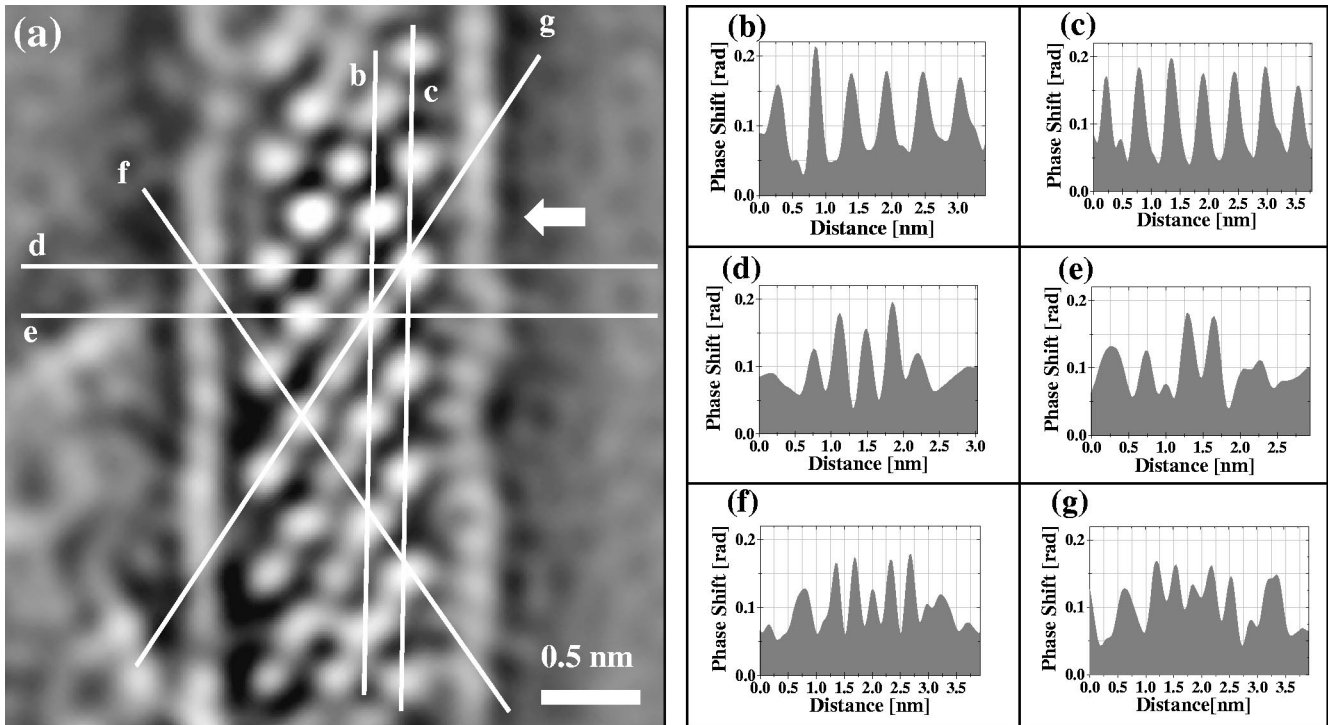 (a)
b
c
g
f
d
e
0.5 nm
(b)
Phase Shift [rad]
0.2
0.1
0.0
0.0 0.5 1.0 1.5 2.0 2.5 3.0
Distance [nm]
(c)
Phase Shift [rad]
0.2
0.1
0.0
0.0 0.5 1.0 1.5 2.0 2.5 3.0 3.5
Distance [nm]
(d)
Phase Shift [rad]
0.2
0.1
0.0
0.0 0.5 1.0 1.5 2.0 2.5 3.0
Distance [nm]
(e)
Phase Shift [rad]
0.2
0.1
0.0
0.0 0.5 1.0 1.5 2.0 2.5
Distance [nm]
(f)
Phase Shift [rad]
0.2
0.1
0.0
0.0 0.5 1.0 1.5 2.0 2.5 3.0 3.5
Distance [nm]
(g)
Phase Shift [rad]
0.2
0.1
0.0
0.0 0.5 1.0 1.5 2.0 2.5 3.0 3.5
Distance[nm]